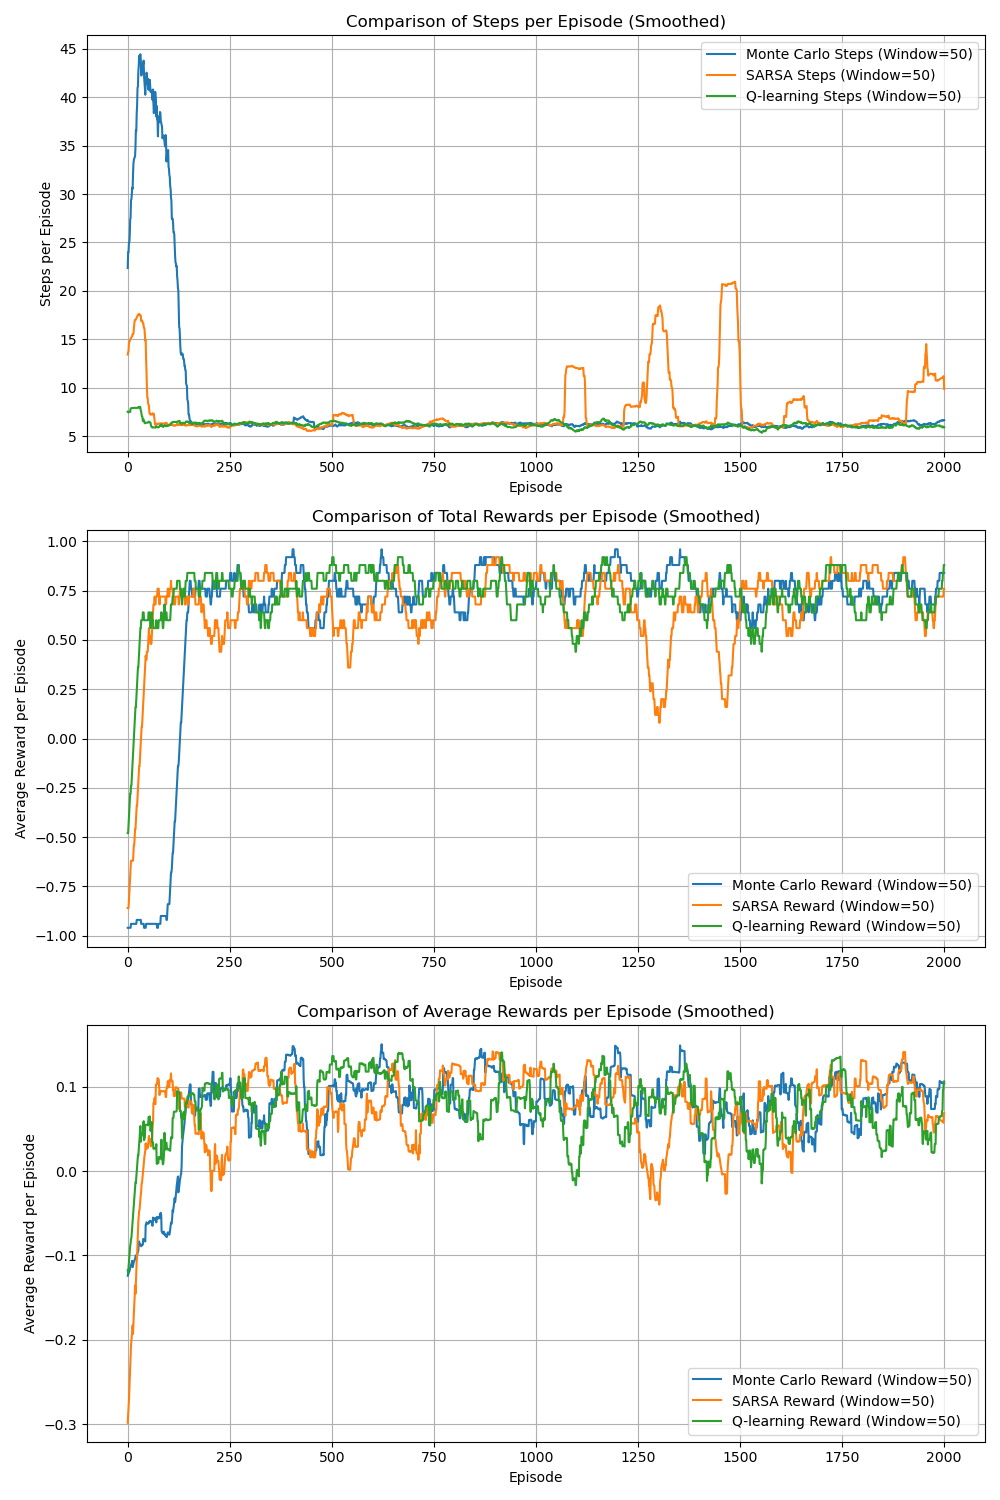 Comparison of Steps per Episode (Smoothed)
45
40
35
30
25
20
15
10
5
Steps per Episode
Monte Carlo Steps (Window=50)
SARSA Steps (Window=50)
Q-learning Steps (Window=50)
0 250 500 750 1000 1250 1500 1750 2000
Episode
Comparison of Total Rewards per Episode (Smoothed)
1.00
0.75
0.50
0.25
0.00
−0.25
−0.50
−0.75
−1.00
Average Reward per Episode
Monte Carlo Reward (Window=50)
SARSA Reward (Window=50)
Q-learning Reward (Window=50)
0 250 500 750 1000 1250 1500 1750 2000
Episode
Comparison of Average Rewards per Episode (Smoothed)
0.1
0.0
−0.1
−0.2
−0.3
Average Reward per Episode
Monte Carlo Reward (Window=50)
SARSA Reward (Window=50)
Q-learning Reward (Window=50)
0 250 500 750 1000 1250 1500 1750 2000
Episode